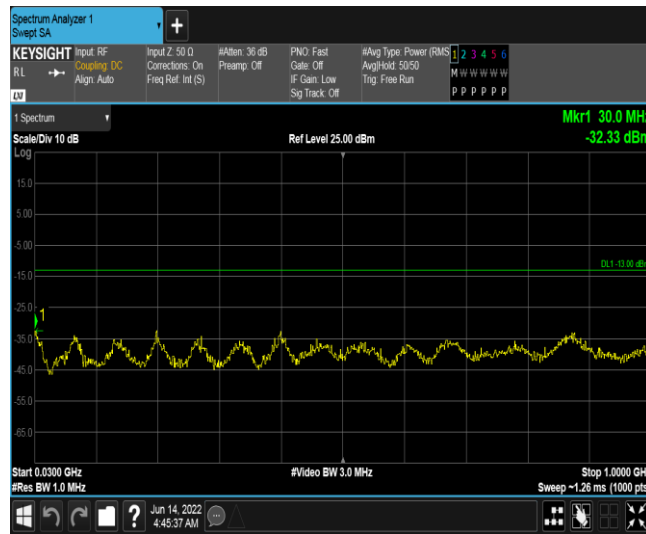 Spectrum Analyzer 1
Swept SA
+
KEYSIGHT
RL
LXI
Input: RF
Coupling: DC
Align: Auto
Input Z: 50 Ω
Corrections: On
Freq Ref: Int (S)
#Atten: 36 dB
Preamp: Off
PNO: Fast
Gate: Off
IF Gain: Low
Sig Track: Off
#Avg Type: Power (RMS
Avg|Hold: 50/50
Trig: Free Run
1 2 3 4 5 6
M W W W W W
P P P P P P
1 Spectrum
Scale/Div 10 dB
Ref Level 25.00 dBm
Mkr1 30.0 MHz
-32.33 dBm
Log
15.0
5.00
-5.00
-15.0
-25.0
-35.0
-45.0
-55.0
-65.0
DL1 -13.00 dBm
1
Start 0.0300 GHz
#Res BW 1.0 MHz
#Video BW 3.0 MHz
Stop 1.0000 GH
Sweep ~1.26 ms (1000 pts
?
Jun 14, 2022
4:45:37 AM